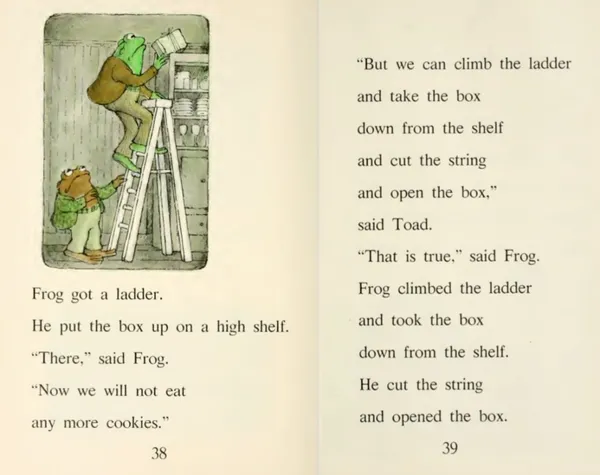 Frog got a ladder.
He put the box up on a high shelf.
“There,” said Frog.
“Now we will not eat
any more cookies.”
38
“But we can climb the ladder
and take the box
down from the shelf
and cut the string
and open the box,”
said Toad.
“That is true,” said Frog.
Frog climbed the ladder
and took the box
down from the shelf.
He cut the string
and opened the box.
39